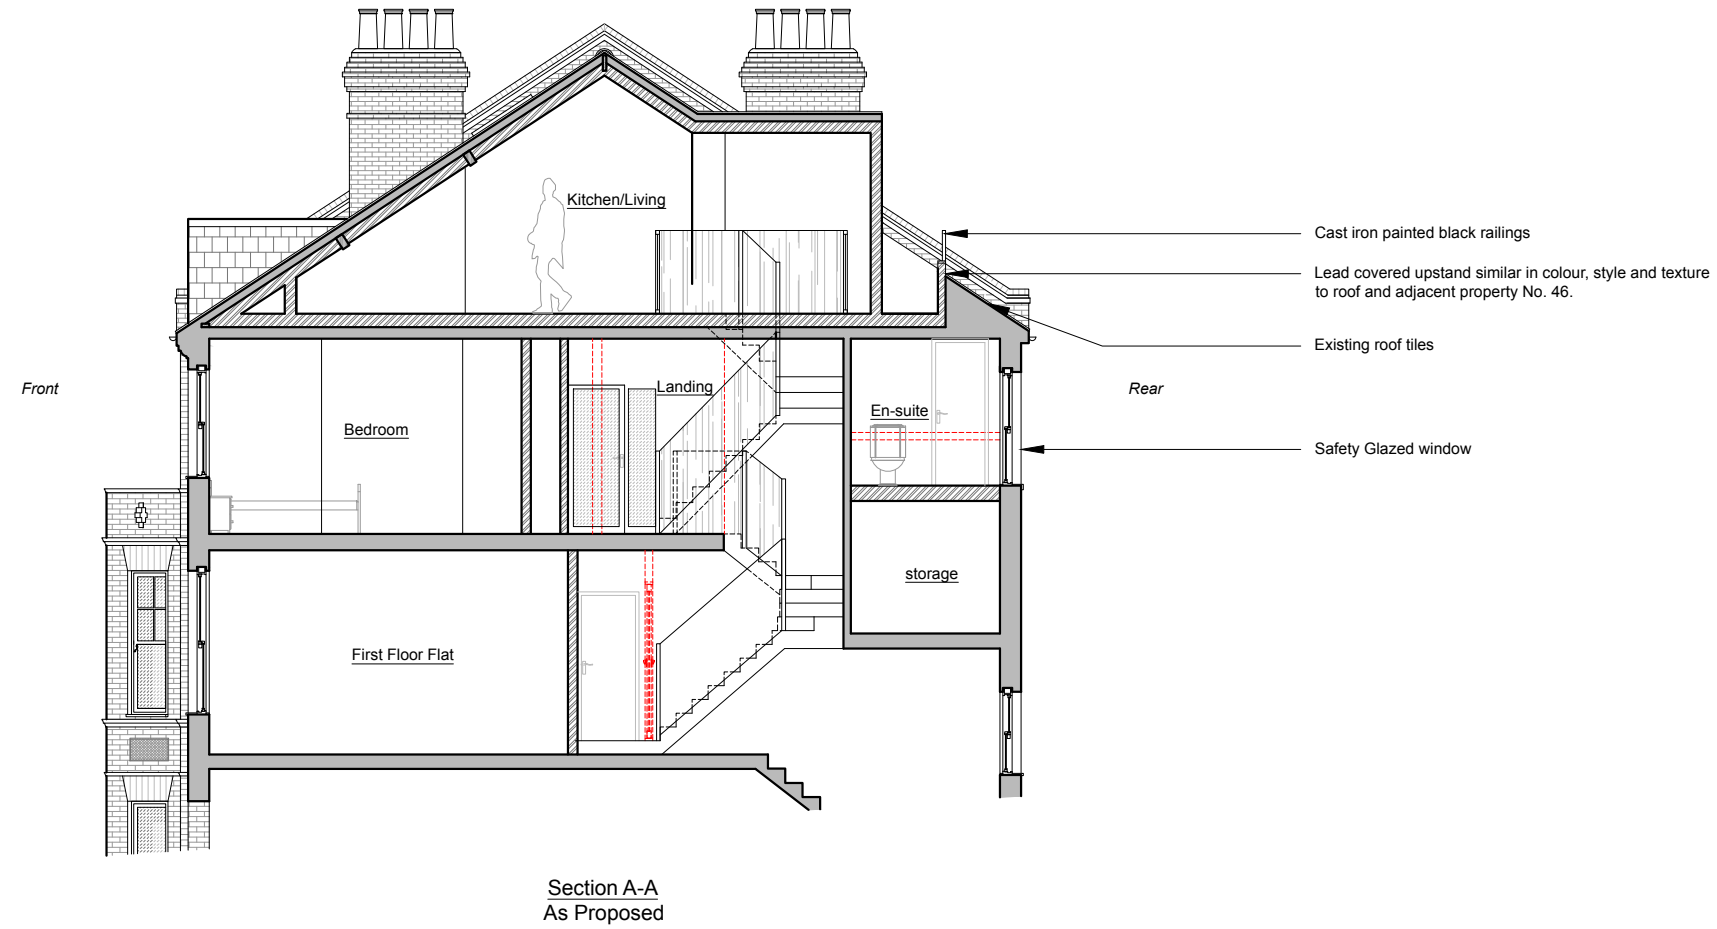 Kitchen/Living
Cast iron painted black railings
Lead covered upstand similar in colour, style and texture
to roof and adjacent property No. 46.
Existing roof tiles
Front
Landing
Rear
En-suite
Bedroom
Safety Glazed window
storage
First Floor Flat
Section A-A
As Proposed